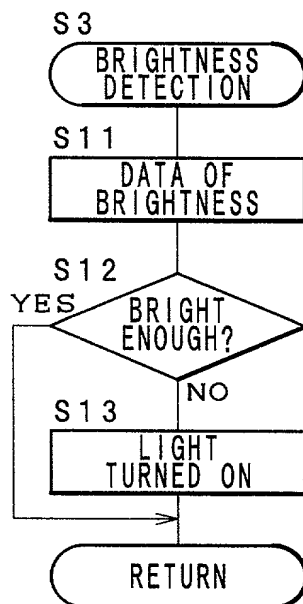 S3
BRIGHTNESS
DETECTION
S11
DATA OF
BRIGHTNESS
S12
YES
BRIGHT
ENOUGH?
NO
S13
LIGHT
TURNED ON
RETURN